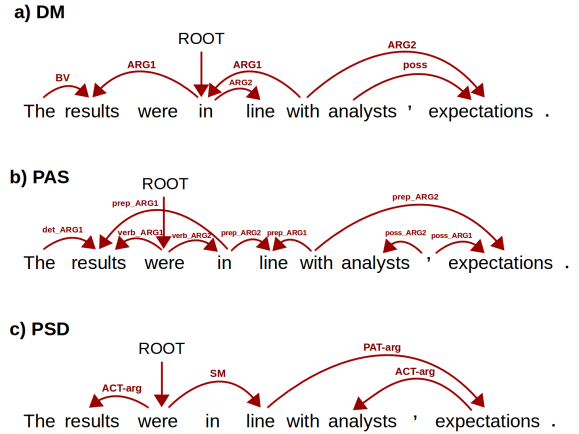 a) DM
ROOT
ARG2
BV ARG1 ARG1 poss
ARG2
The results were in line with analysts ’ expectations .
b) PAS
ROOT
prep_ARG1 prep_ARG2
det_ARG1 verb_ARG1 verb_ARG2 prep_ARG2 prep_ARG1 poss_ARG2 poss_ARG1
The results were in line with analysts ’ expectations .
c) PSD
ROOT PAT-arg
SM ACT-arg
ACT-arg
The results were in line with analysts ’ expectations .